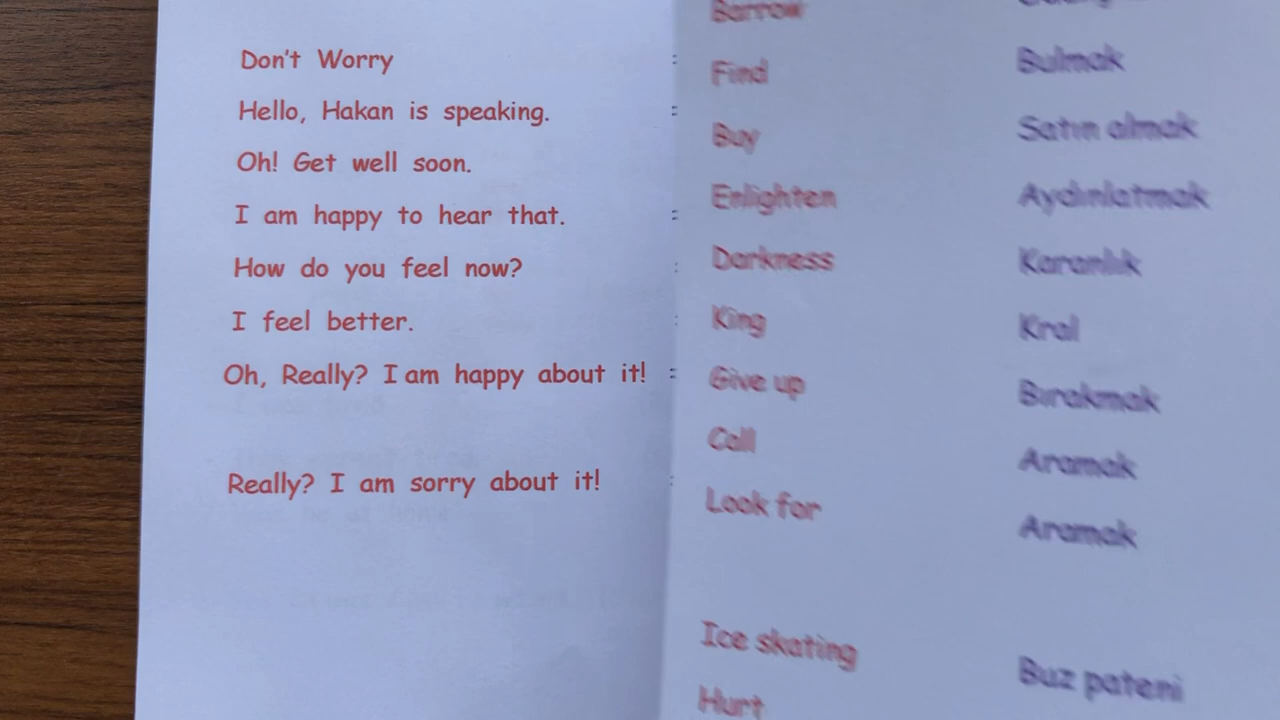 Don't Worry :
Hello, Hakan is speaking. :
Oh! Get well soon.
I am happy to hear that. :
How do you feel now? :
I feel better. :
Oh, Really? I am happy about it! :
Really? I am sorry about it! :
Barrow
Find Bulmak
Buy Satın almak
Enlighten Aydınlatmak
Darkness Karanlık
King Kral
Give up Bırakmak
Call Aramak
Look for Aramak
Ice skating Buz pateni
Hurt